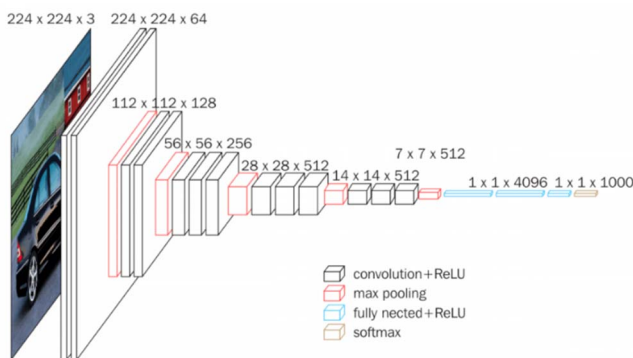 224 x 224 x 3
224 x 224 x 64
112 x 112 x 128
56 x 56 x 256
28 x 28 x 512
14 x 14 x 512
7 x 7 x 512
1 x 1 x 4096
1 x 1 x 1000
convolution+ReLU
max pooling
fully nected+ReLU
softmax